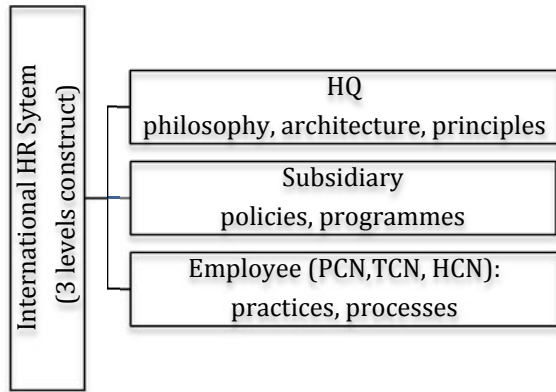 International HR Sytem
(3 levels construct)
HQ
philosophy, architecture, principles
Subsidiary
policies, programmes
Employee (PCN,TCN, HCN):
practices, processes